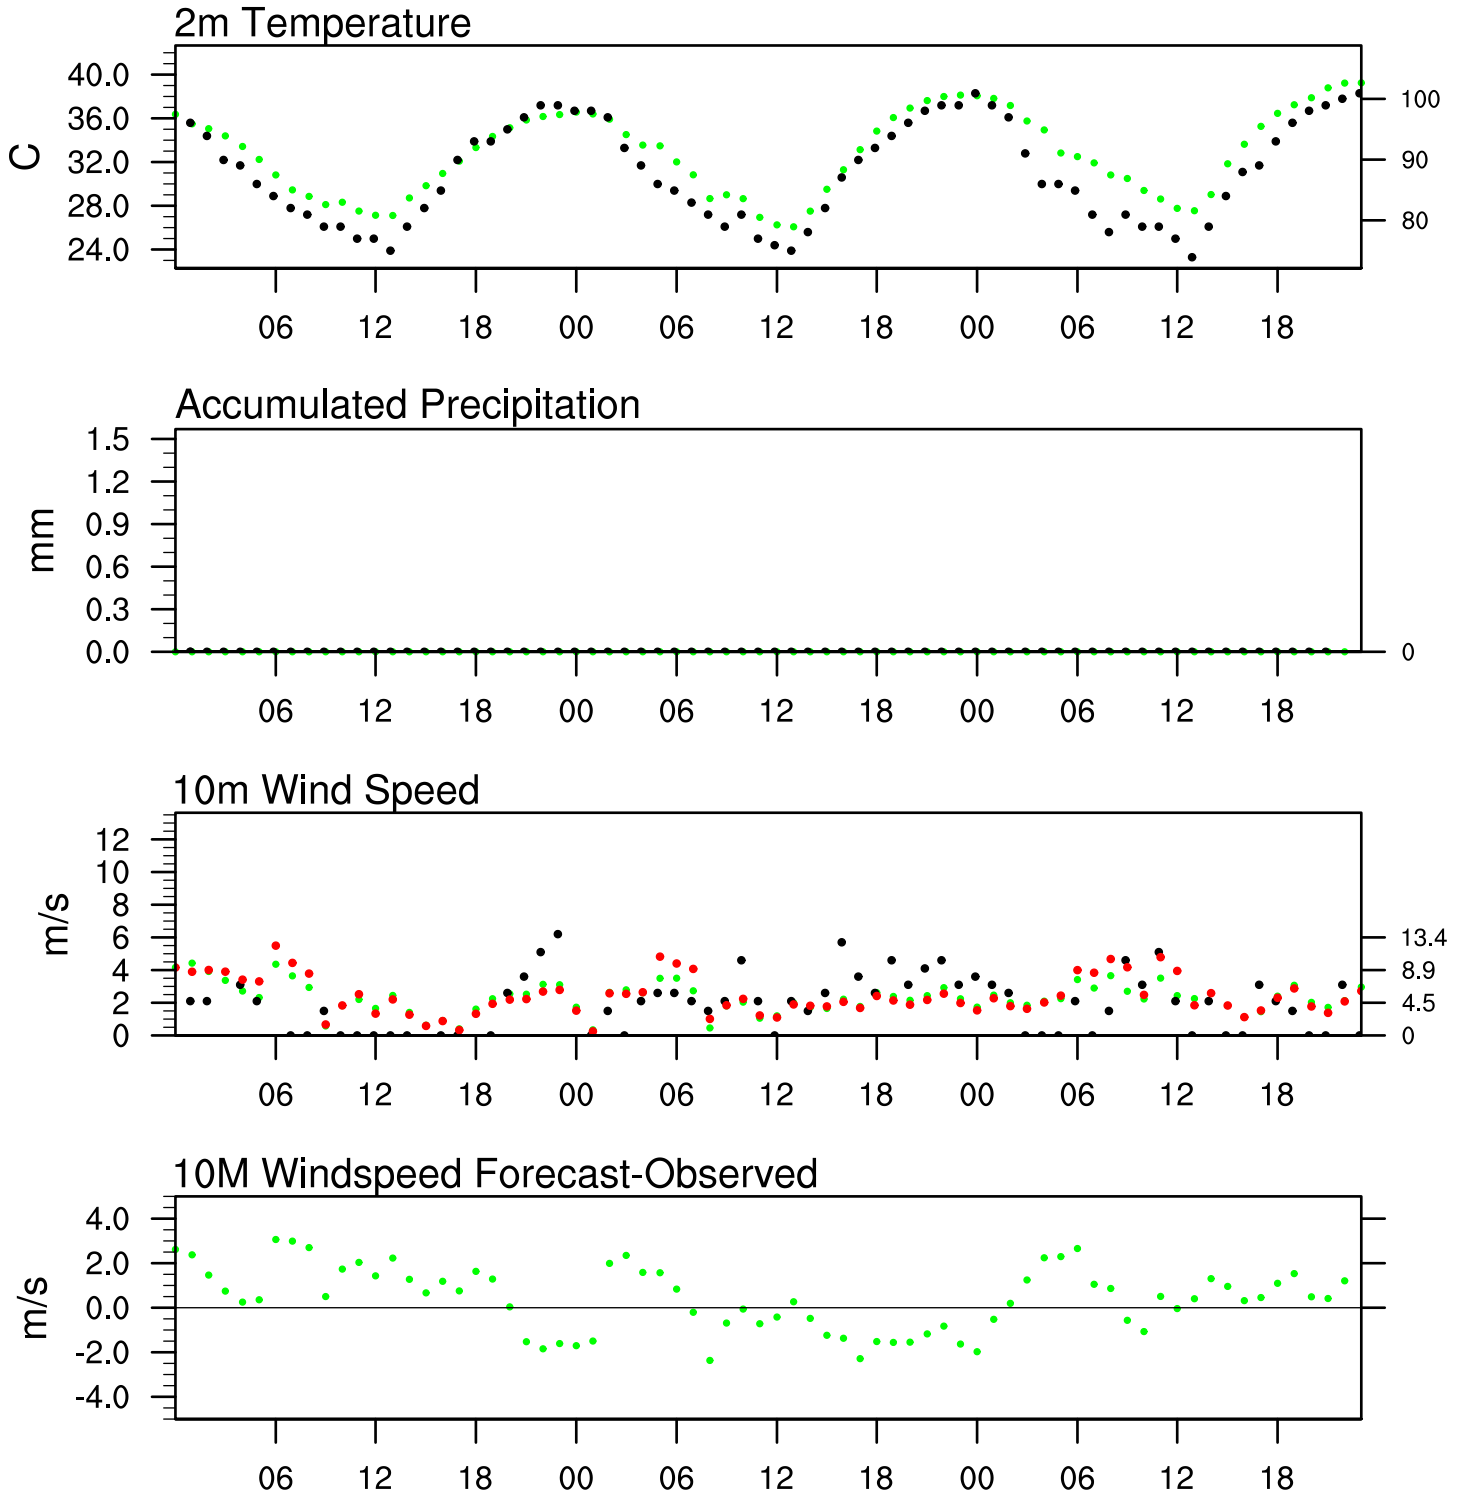 2m Temperature
40.0
36.0
32.0
28.0
24.0
C
100
90
80
06 12 18 00 06 12 18 00 06 12 18
Accumulated Precipitation
1.5
1.2
0.9
0.6
0.3
0.0
mm
0
06 12 18 00 06 12 18 00 06 12 18
10m Wind Speed
12
10
8
6
4
2
0
m/s
13.4
8.9
4.5
0
06 12 18 00 06 12 18 00 06 12 18
10M Windspeed Forecast-Observed
4.0
2.0
0.0
-2.0
-4.0
m/s
06 12 18 00 06 12 18 00 06 12 18